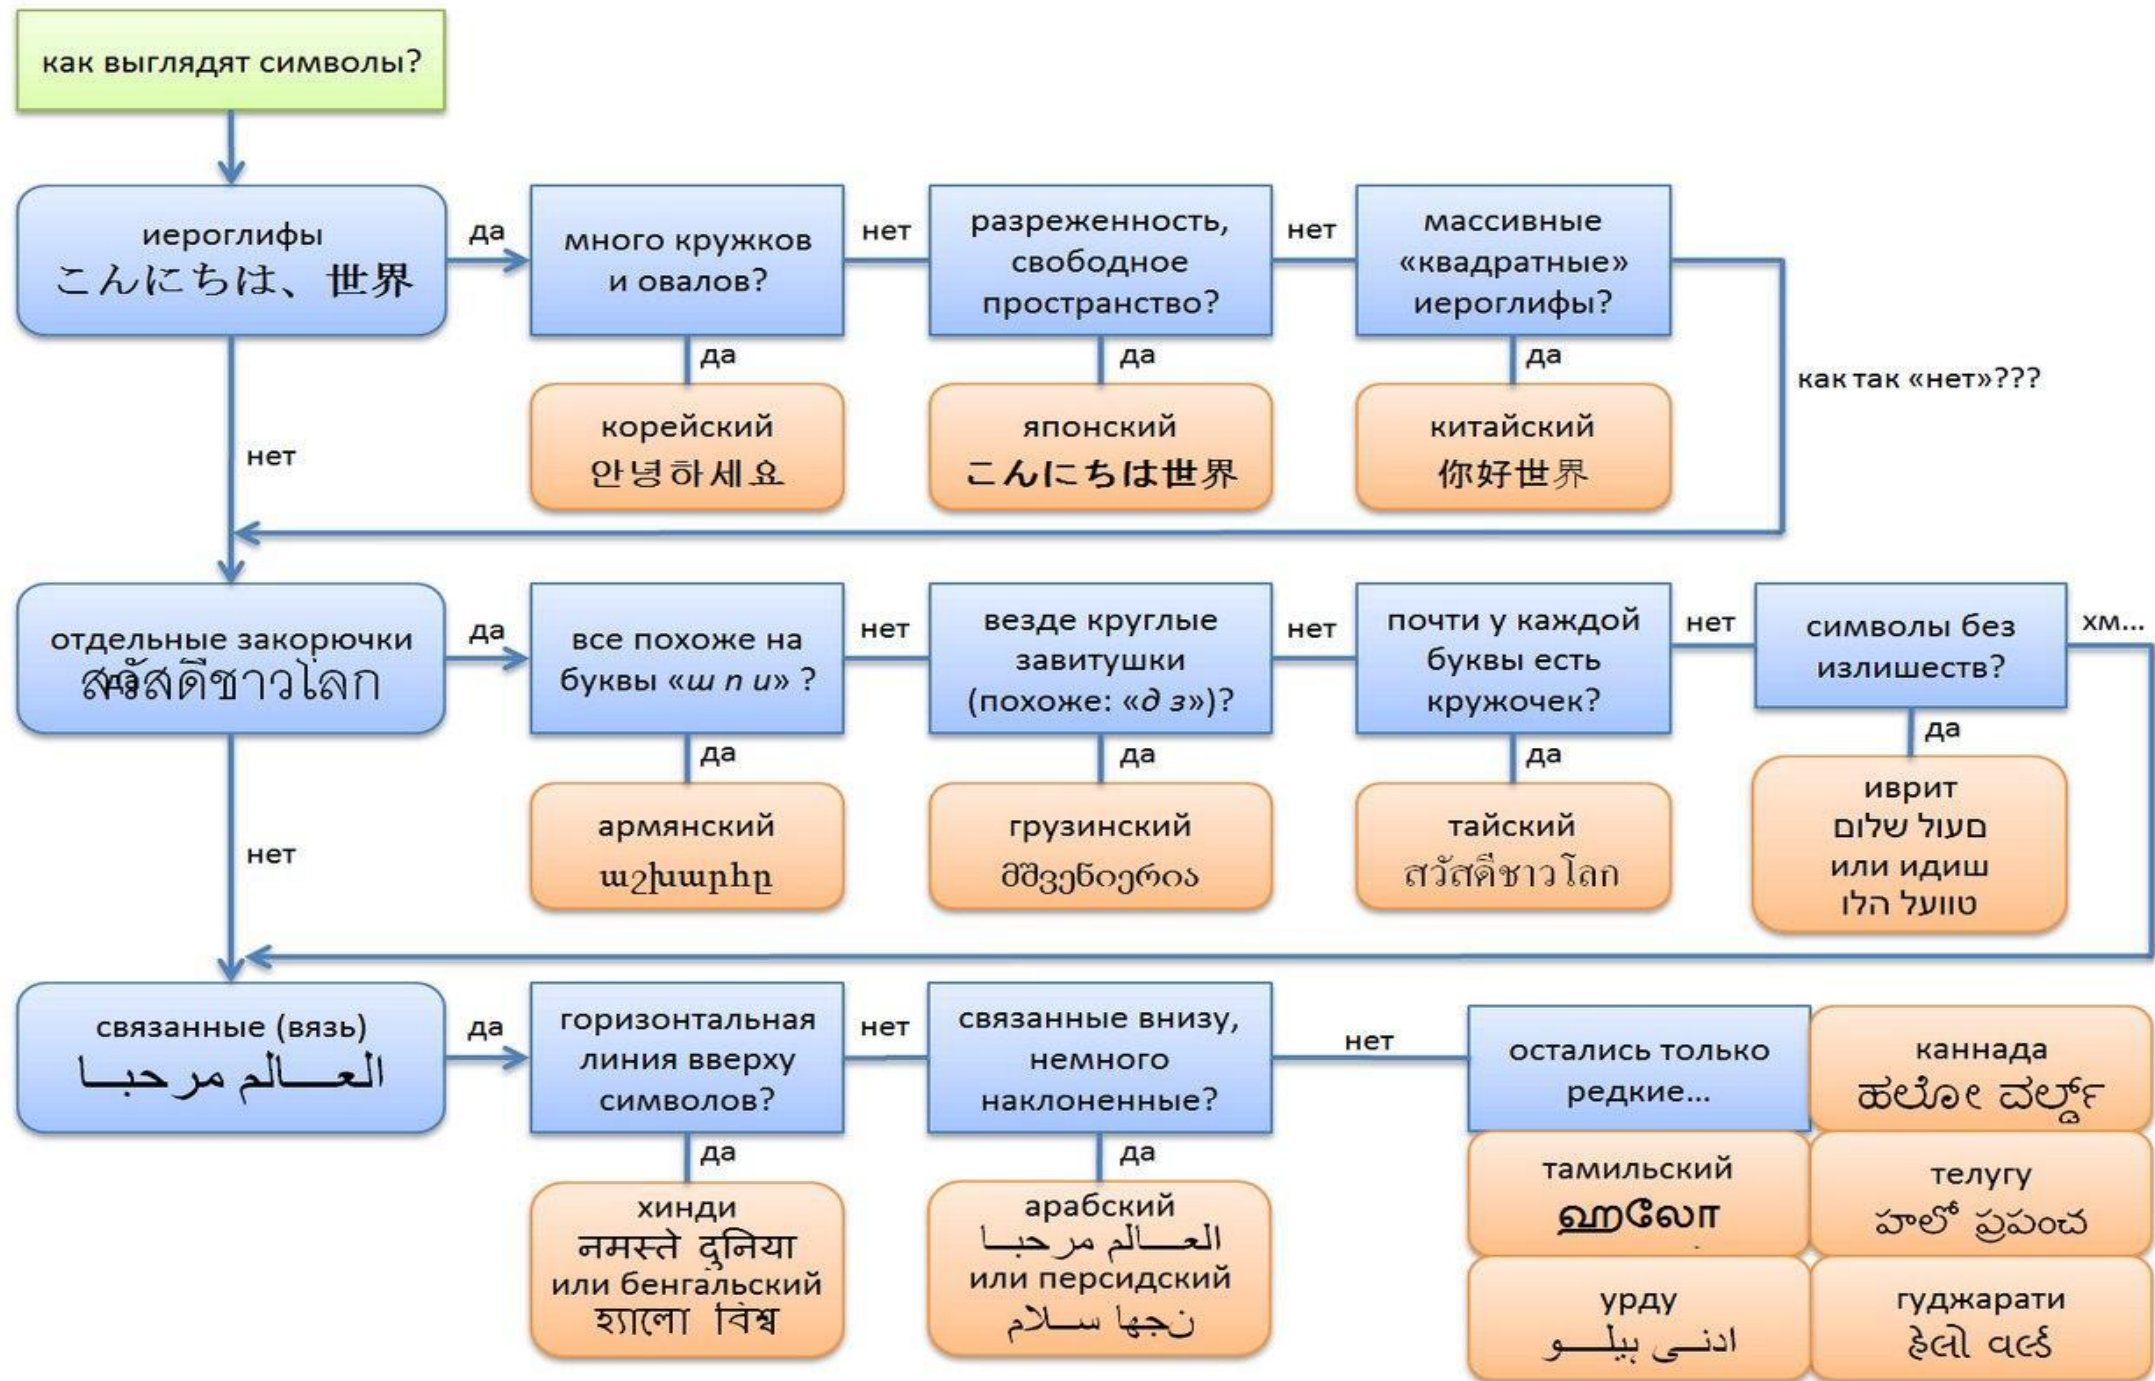 как выглядят символы?
иероглифы
こんにちは、世界
да
много кружков
и овалов?
нет
разреженность,
свободное
пространство?
нет
массивные
«квадратные»
иероглифы?
как так «нет»???
да
корейский
안녕하세요
да
японский
こんにちは世界
да
китайский
你好世界
нет
отдельные закорючки
สวัสดีชาวโลก
да
да
все похоже на
буквы «ш п и» ?
нет
везде круглые
завитушки
(похоже: «д з»)?
нет
почти у каждой
буквы есть
кружочек?
нет
символы без
излишеств?
хм...
да
армянский
աշխարհը
да
грузинский
მშვენიერია
да
тайский
สวัสดีชาวโลก
да
иврит
םעול שלום
или идиш
טוועל הלו
нет
связанные (вязь)
العـــالم مرحبـا
да
горизонтальная
линия вверху
символов?
нет
связанные внизу,
немного
наклоненные?
нет
остались только
редкие...
да
хинди
नमस्ते दुनिया
или бенгальский
হ্যালো বিশ্ব
да
арабский
العـــالم مرحبـا
или персидский
نجها ســلام
каннада
ಹಲೋ ವರ್ಲ್ಡ್
тамильский
ஹலோ
телугу
హలో ప్రపంచ
урду
ادنــى ہیلــو
гуджарати
હેલો વર્લ્ડ